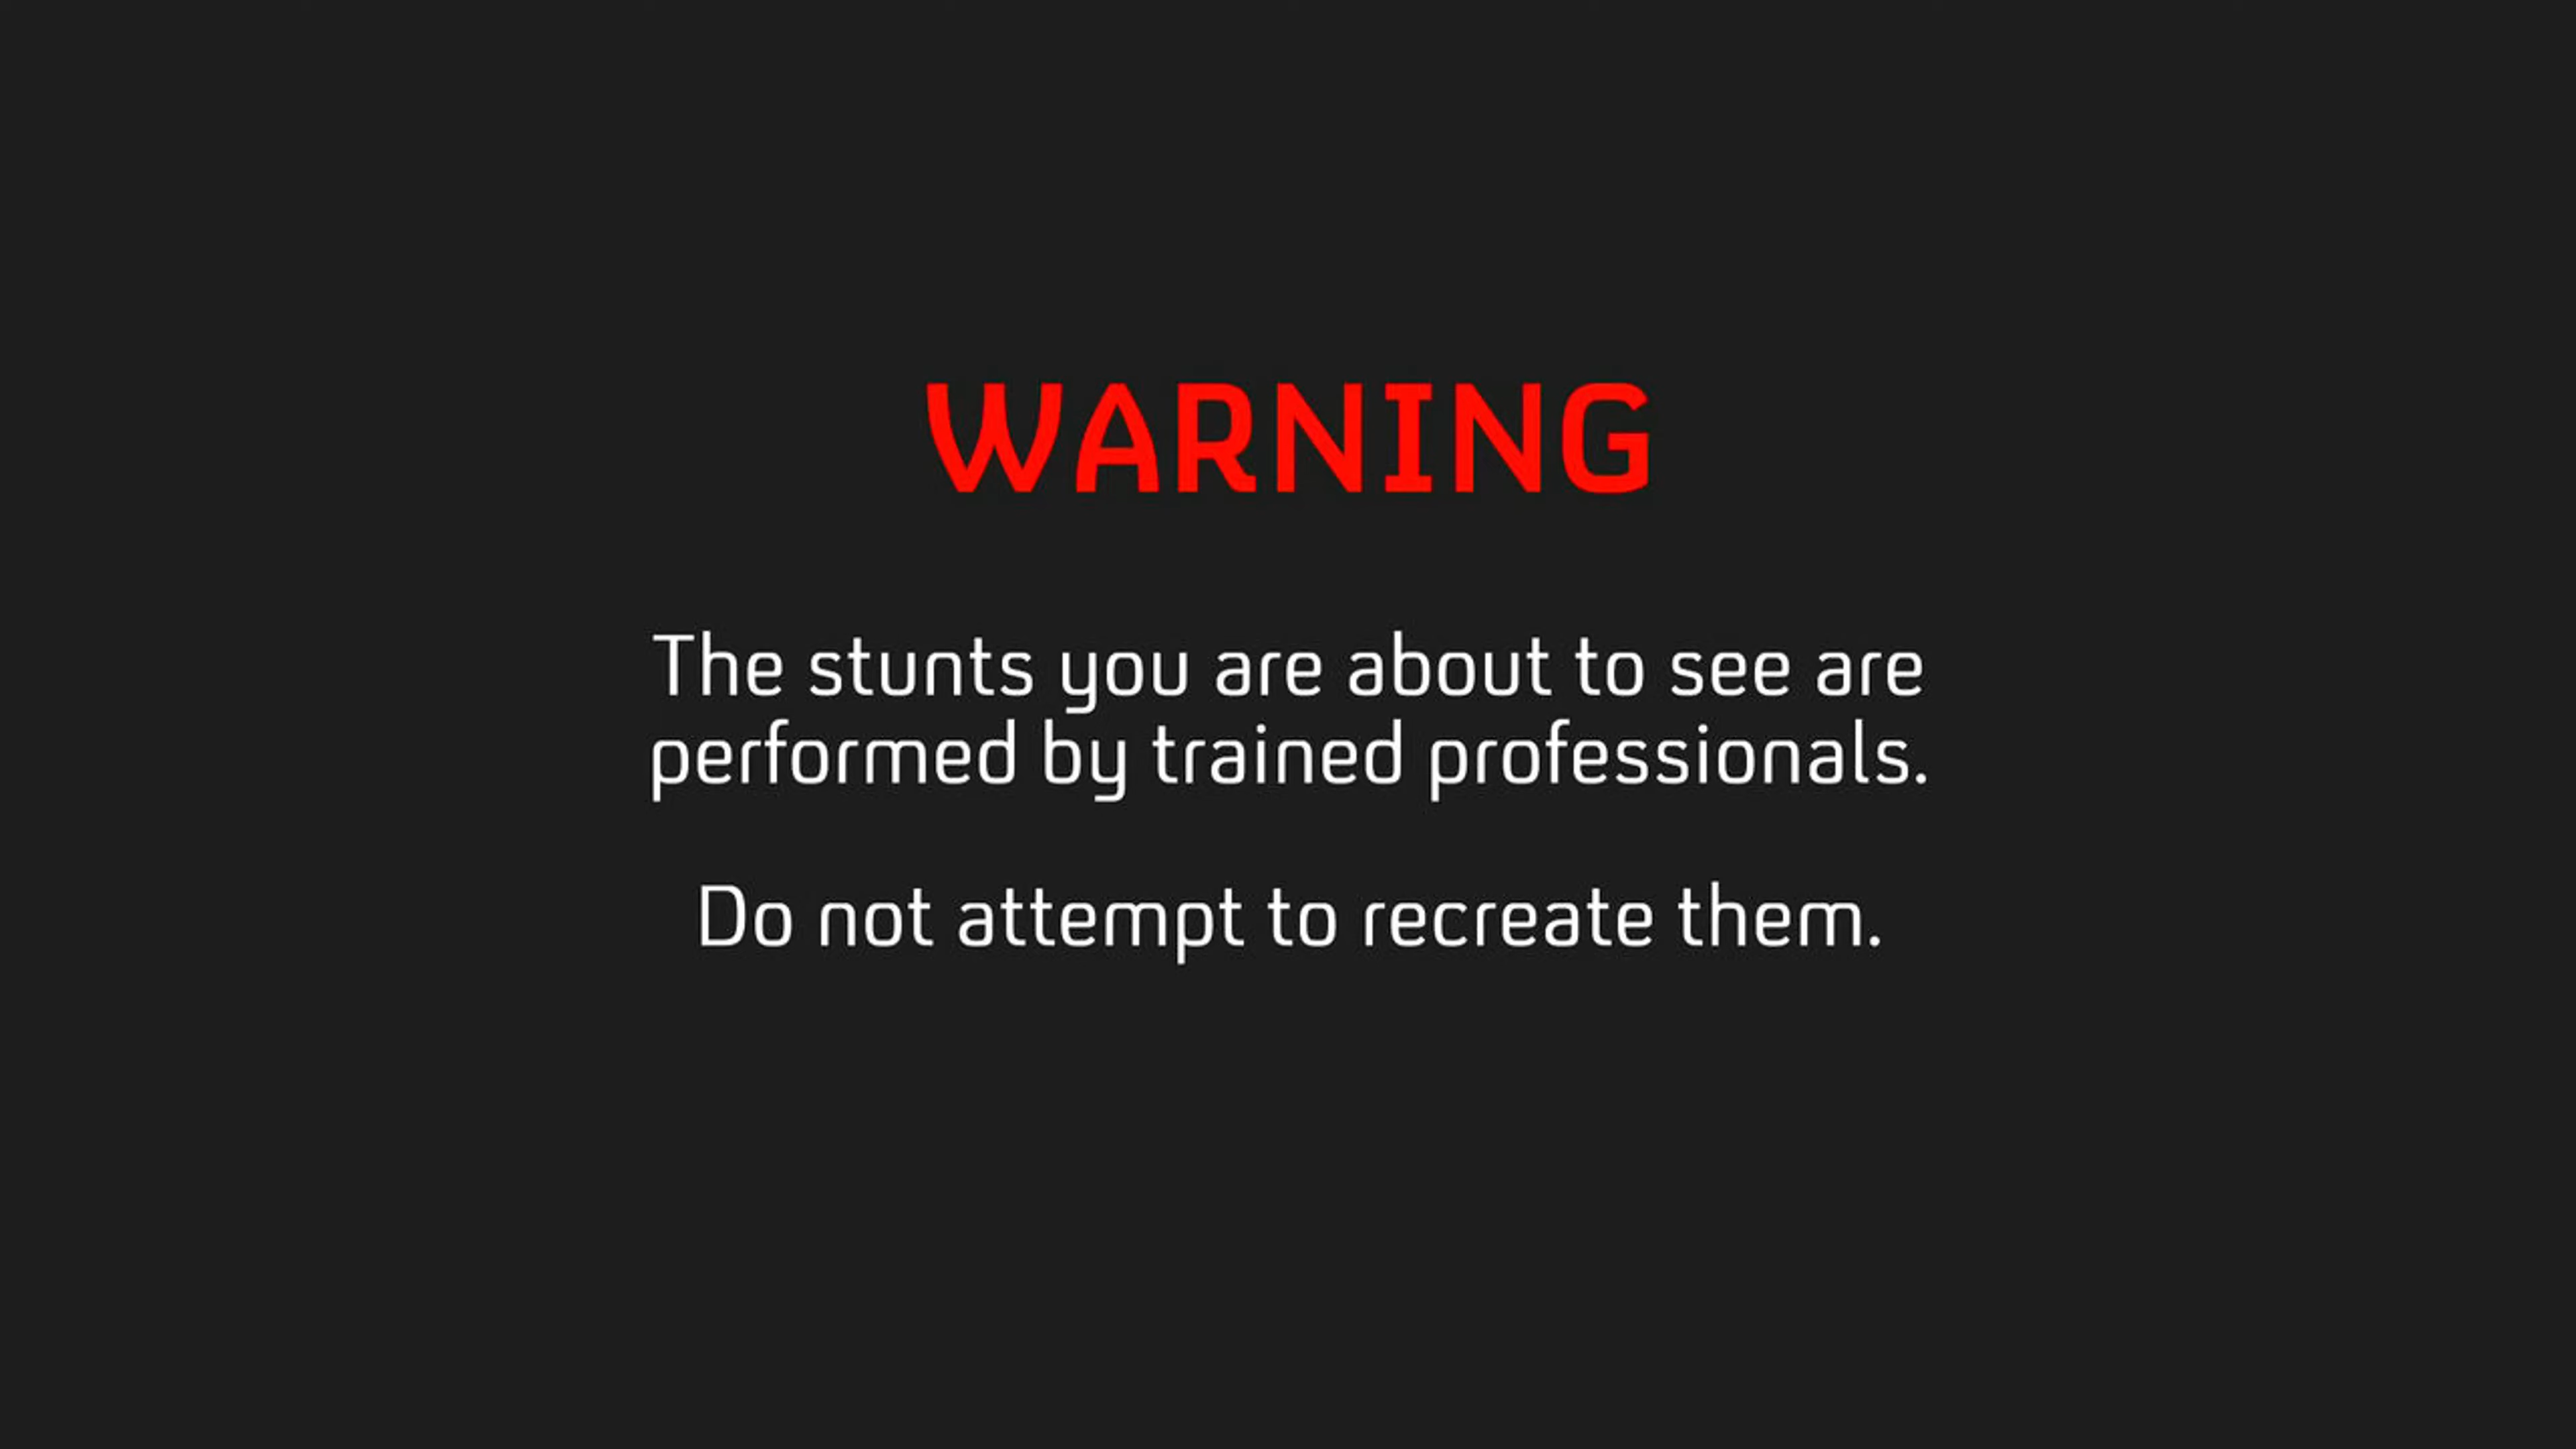 WARNING
The stunts you are about to see are
performed by trained professionals.
Do not attempt to recreate them.